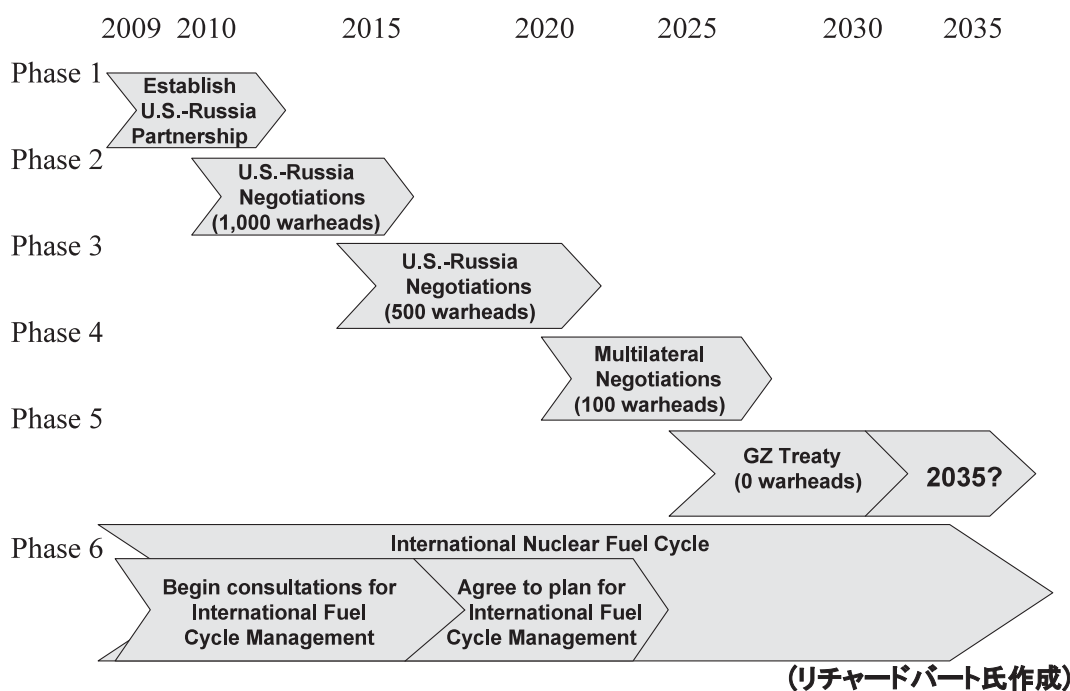 2009 2010 2015 2020 2025 2030 2035
Phase 1
Establish
U.S.-Russia
Partnership
Phase 2
U.S.-Russia
Negotiations
(1,000 warheads)
Phase 3
U.S.-Russia
Negotiations
(500 warheads)
Phase 4
Multilateral
Negotiations
(100 warheads)
Phase 5
GZ Treaty
(0 warheads)
2035?
Phase 6
International Nuclear Fuel Cycle
Begin consultations for
International Fuel
Cycle Management
Agree to plan for
International Fuel
Cycle Management
(リチャードバート氏作成)